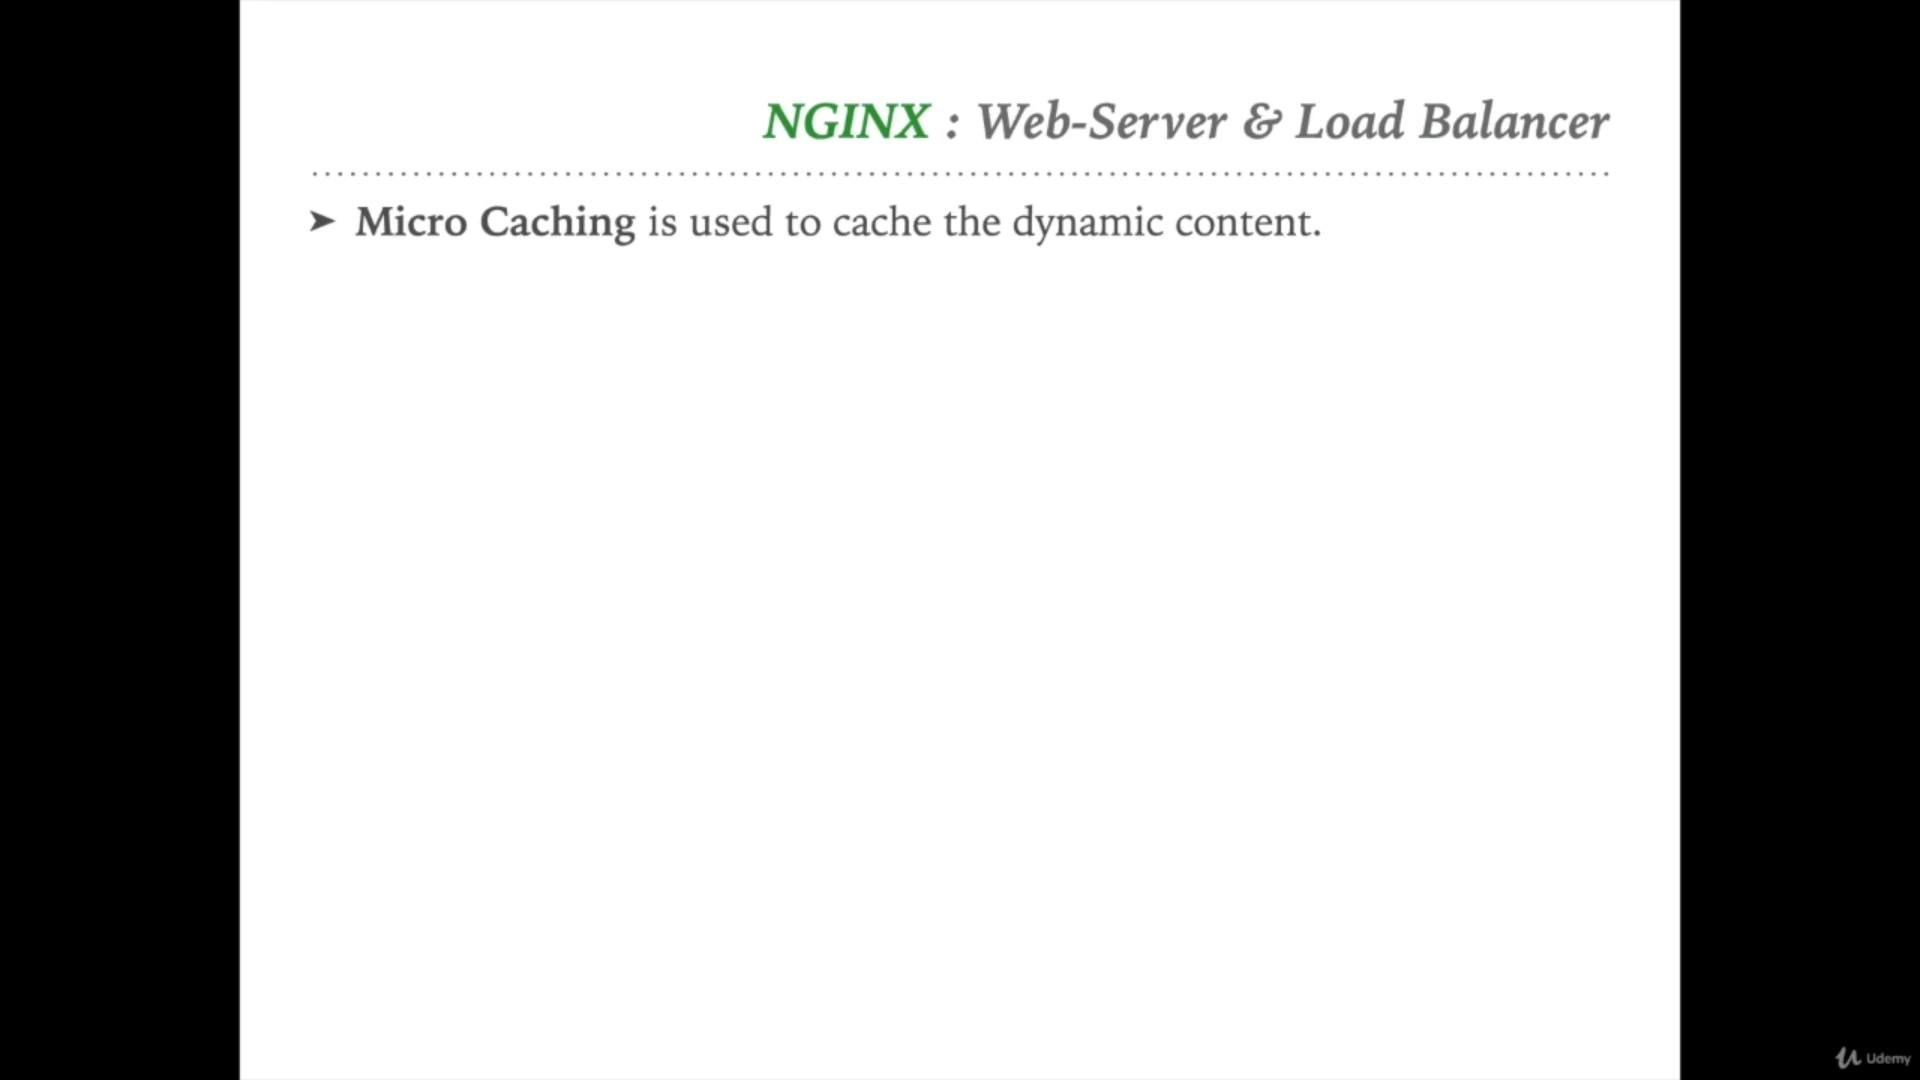 NGINX : Web-Server & Load Balancer
➤ Micro Caching is used to cache the dynamic content.
Udemy